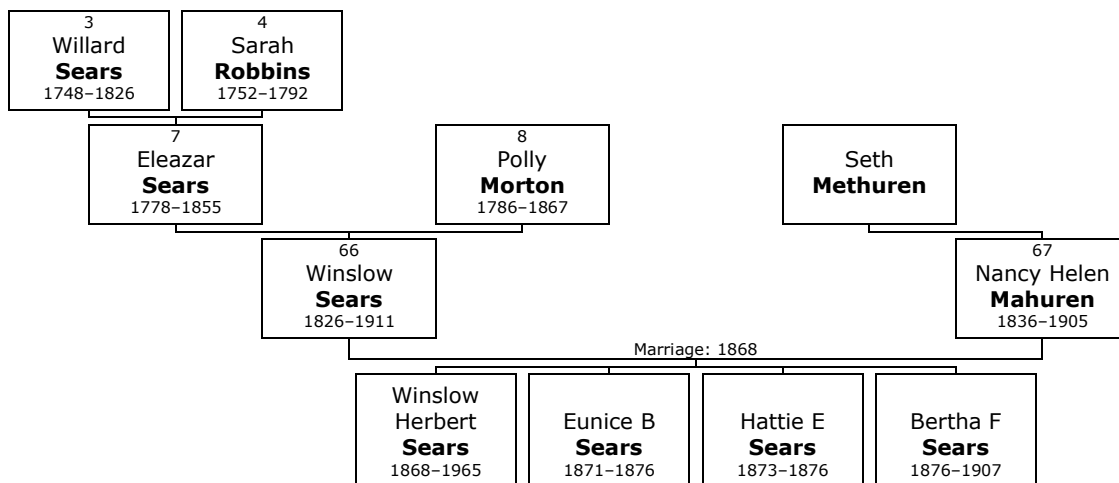 3
Willard
Sears
1748–1826
4
Sarah
Robbins
1752–1792
7
Eleazar
Sears
1778–1855
8
Polly
Morton
1786–1867
Seth
Methuren
66
Winslow
Sears
1826–1911
67
Nancy Helen
Mahuren
1836–1905
Marriage: 1868
Winslow
Herbert
Sears
1868–1965
Eunice B
Sears
1871–1876
Hattie E
Sears
1873–1876
Bertha F
Sears
1876–1907